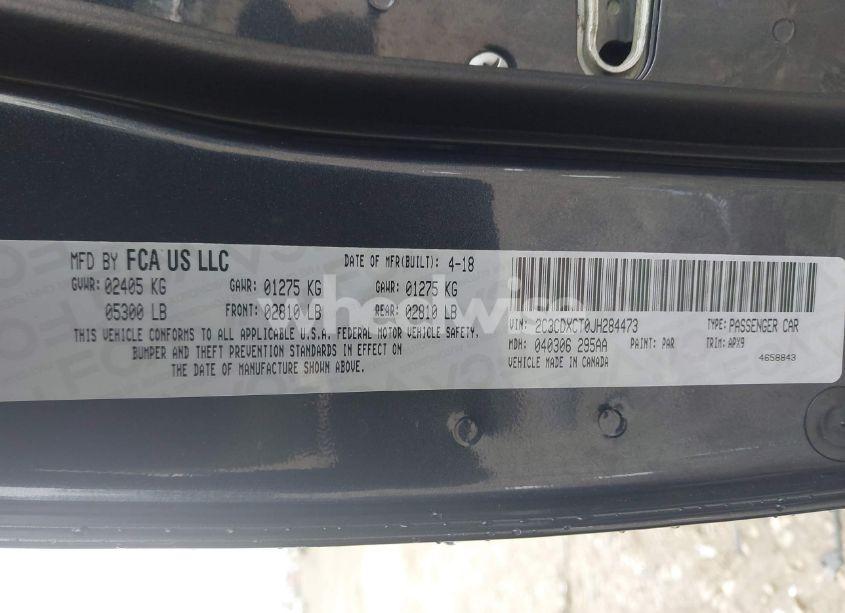 MFD BY FCA US LLC DATE OF MFR(BUILT): 4-18
GVWR: 02405 KG GAWR: 01275 KG GAWR: 01275 KG
05300 LB FRONT: 02810 LB REAR: 02810 LB
THIS VEHICLE CONFORMS TO ALL APPLICABLE U.S.A. FEDERAL MOTOR VEHICLE SAFETY,
BUMPER AND THEFT PREVENTION STANDARDS IN EFFECT ON
THE DATE OF MANUFACTURE SHOWN ABOVE.
VIN: 2C3CDXCT0JH284473 TYPE: PASSENGER CAR
MDH: 040306 295AA PAINT: PAR TRIM: APX9
VEHICLE MADE IN CANADA 4658843
wheelwise